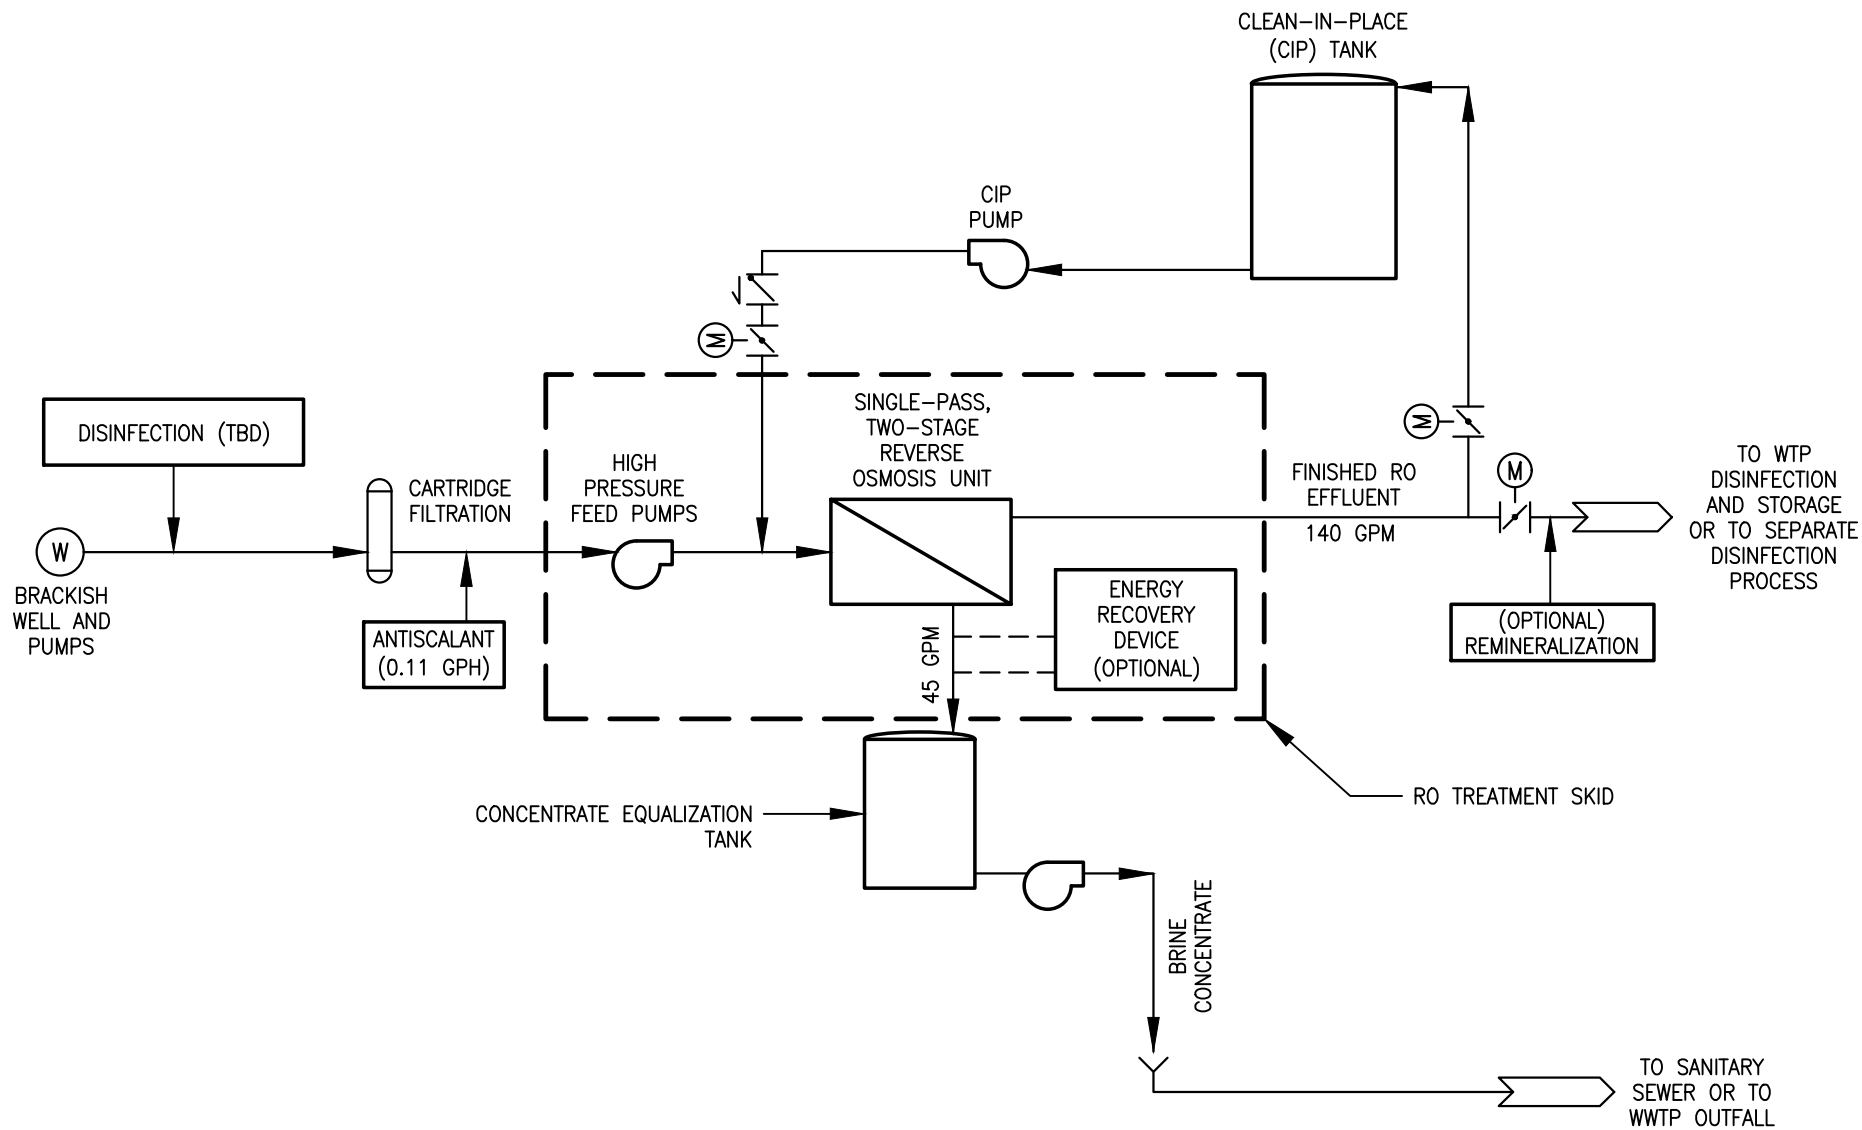 CLEAN-IN-PLACE
(CIP) TANK
CIP
PUMP
M
DISINFECTION (TBD)
SINGLE-PASS,
TWO-STAGE
REVERSE
OSMOSIS UNIT
M
M
TO WTP
DISINFECTION
AND STORAGE
OR TO SEPARATE
DISINFECTION
PROCESS
HIGH
PRESSURE
FEED PUMPS
FINISHED RO
EFFLUENT
140 GPM
CARTRIDGE
FILTRATION
W
BRACKISH
WELL AND
PUMPS
ANTISCALANT
(0.11 GPH)
45 GPM
ENERGY
RECOVERY
DEVICE
(OPTIONAL)
(OPTIONAL)
REMINERALIZATION
RO TREATMENT SKID
CONCENTRATE EQUALIZATION
TANK
BRINE
CONCENTRATE
TO SANITARY
SEWER OR TO
WWTP OUTFALL